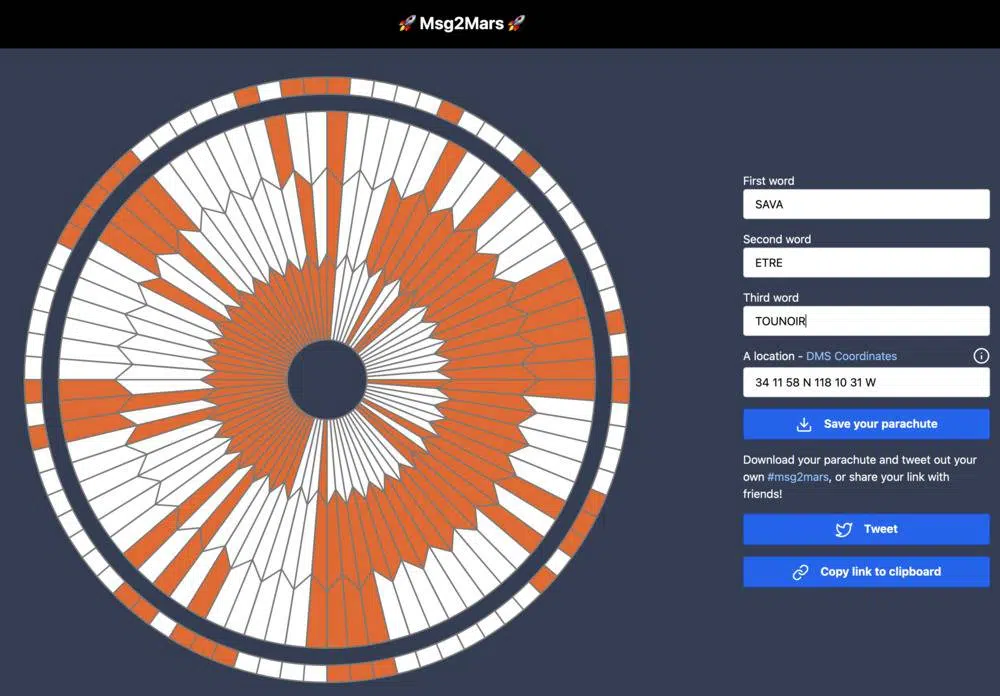 🚀 Msg2Mars 🚀
First word
SAVA
Second word
ETRE
Third word
TOUNOIR
A location - DMS Coordinates
34 11 58 N 118 10 31 W
Save your parachute
Download your parachute and tweet out your
own #msg2mars, or share your link with
friends!
Tweet
Copy link to clipboard